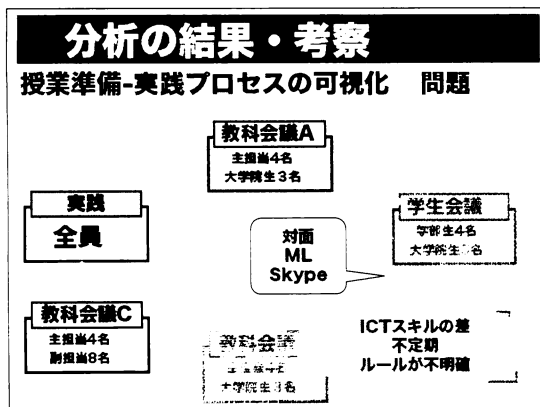 分析の結果・考察
授業準備-実践プロセスの可視化 問題
教科会議A
主担当4名
大学院生3名
実践
全員
学生会議
学部生4名
大学院生
名
対面
ML
Skype
教科会議C
主担当4名
副担当8名
教科会議
大学院生3名
ICTスキルの差
不定期
ルールが不明確